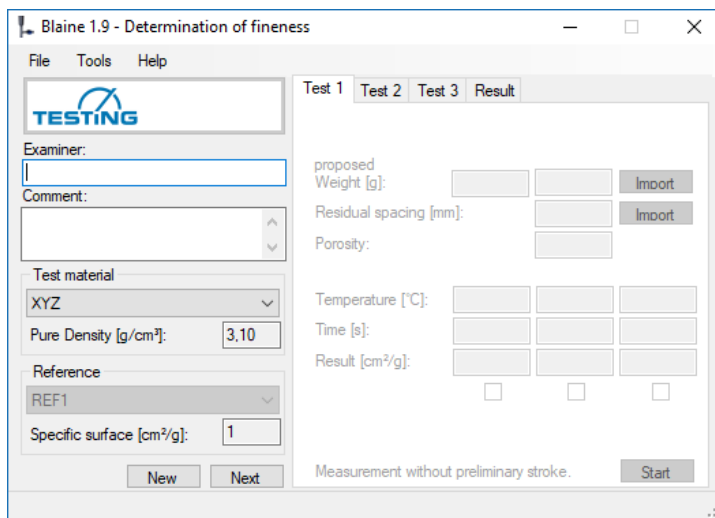 Blaine 1.9 - Determination of fineness
File Tools Help
TESTiNG
Examiner:
Comment:
Test material
XYZ
Pure Density [g/cm³]: 3,10
Reference
REF1
Specific surface [cm²/g]: 1
New Next
Test 1 Test 2 Test 3 Result
proposed
Weight [g]: Import
Residual spacing [mm]: Import
Porosity:
Temperature [°C]:
Time [s]:
Result [cm²/g]:
Measurement without preliminary stroke. Start